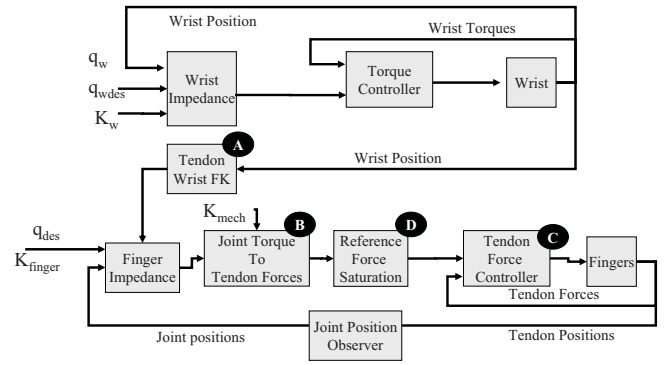 Wrist Position
Wrist Torques
q_w
q_wdes
K_w
Wrist
Impedance
Torque
Controller
Wrist
A
Tendon
Wrist FK
Wrist Position
K_mech
B
D
C
q_des
K_finger
Finger
Impedance
Joint Torque
To
Tendon Forces
Reference
Force
Saturation
Tendon
Force
Controller
Fingers
Tendon Forces
Joint positions
Joint Position
Observer
Tendon Positions